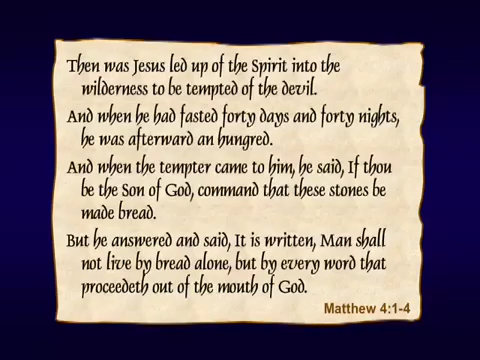 Then was Jesus led up of the Spirit into the
wilderness to be tempted of the devil.
And when he had fasted forty days and forty nights,
he was afterward an hungred.
And when the tempter came to him, he said, If thou
be the Son of God, command that these stones be
made bread.
But he answered and said, It is written, Man shall
not live by bread alone, but by every word that
proceedeth out of the mouth of God.
Matthew 4:1-4